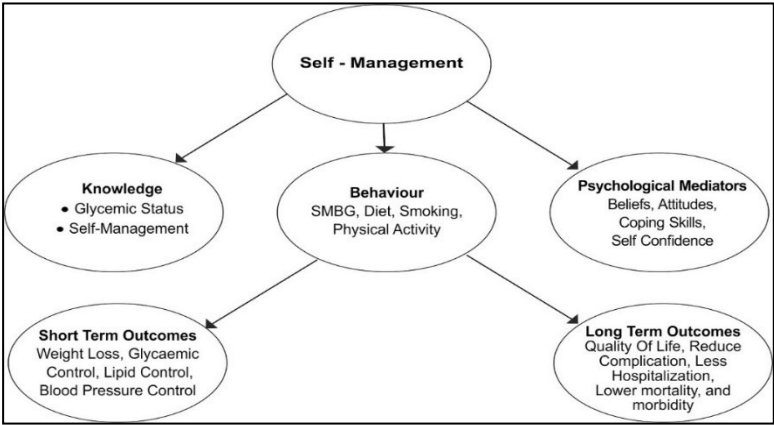 Self - Management
Knowledge
● Glycemic Status
● Self-Management
Behaviour
SMBG, Diet, Smoking,
Physical Activity
Psychological Mediators
Beliefs, Attitudes,
Coping Skills,
Self Confidence
Short Term Outcomes
Weight Loss, Glycaemic
Control, Lipid Control,
Blood Pressure Control
Long Term Outcomes
Quality Of Life, Reduce
Complication, Less
Hospitalization,
Lower mortality, and
morbidity